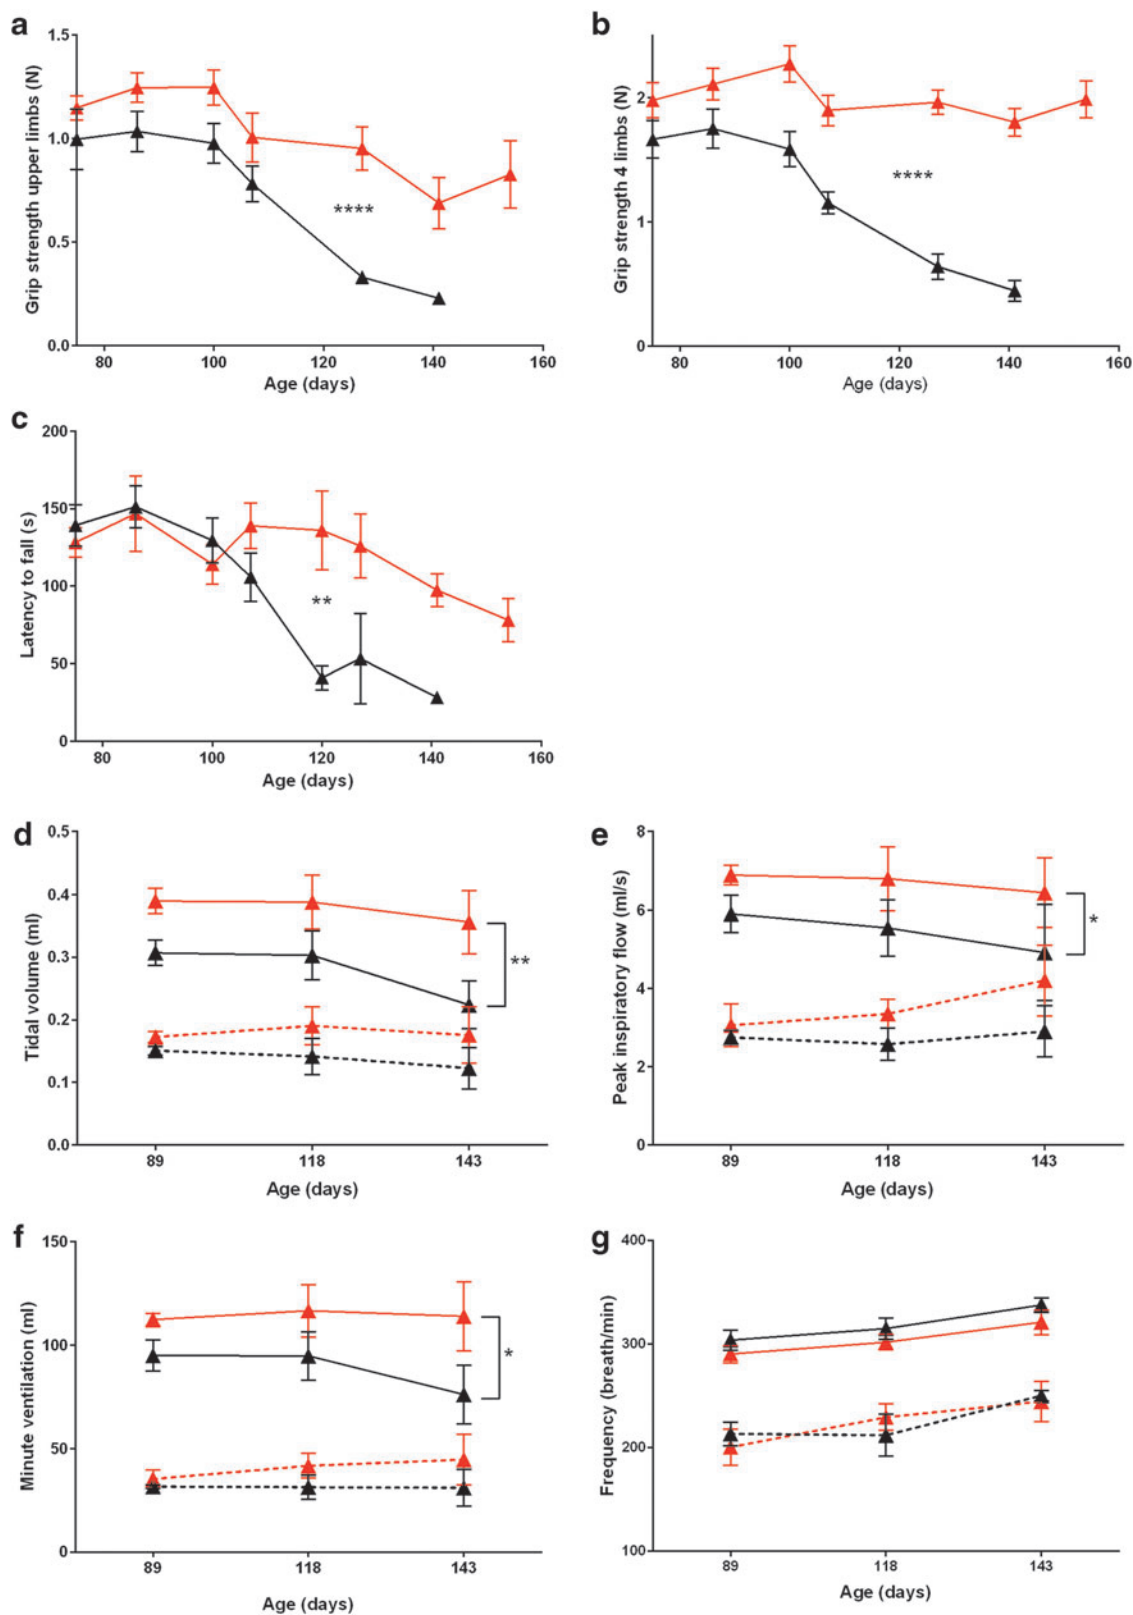 a
1.5
1.0
0.5
0.0
Grip strength upper limbs (N)
****
80 100 120 140 160
Age (days)
b
2
1
0
Grip strength 4 limbs (N)
****
80 100 120 140 160
Age (days)
c
200
150
100
50
0
Latency to fall (s)
**
80 100 120 140 160
Age (days)
d
0.5
0.4
0.3
0.2
0.1
0.0
Tidal volume (ml)
**
89 118 143
Age (days)
e
8
6
4
2
0
Peak inspiratory flow (ml/s)
*
89 118 143
Age (days)
f
150
100
50
0
Minute ventilation (ml)
*
89 118 143
Age (days)
g
400
300
200
100
Frequency (breath/min)
89 118 143
Age (days)